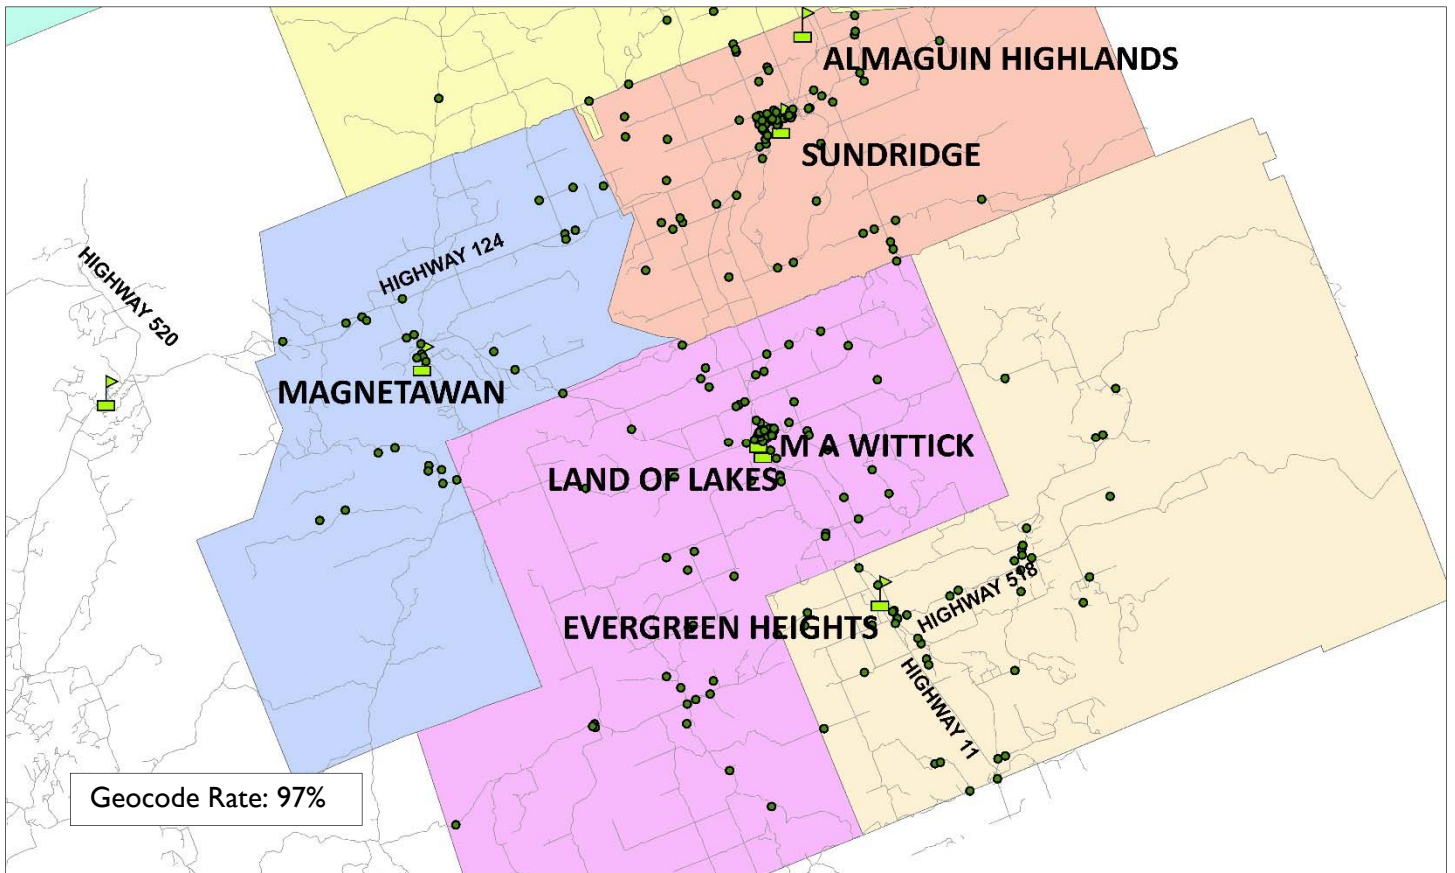 ALMAGUIN HIGHLANDS
SUNDRIDGE
HIGHWAY 124
HIGHWAY 520
MAGNETAWAN
M A WITTICK
LAND OF LAKES
HIGHWAY 518
EVERGREEN HEIGHTS
HIGHWAY 11
Geocode Rate: 97%